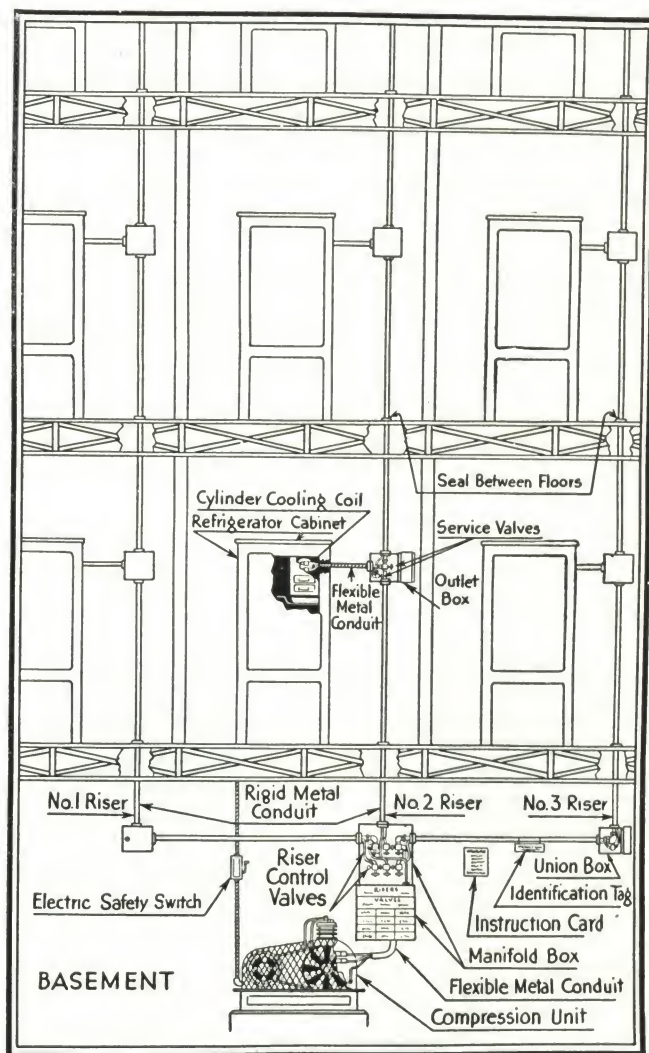 Seal Between Floors
Cylinder Cooling Coil
Refrigerator Cabinet
Service Valves
Flexible
Metal
Conduit
Outlet
Box
No.1 Riser
Rigid Metal
Conduit
No.2 Riser
No.3 Riser
Electric Safety Switch
Riser
Control
Valves
RISERS
VALVES
Union Box
Identification Tag
Instruction Card
Manifold Box
BASEMENT
Flexible Metal Conduit
Compression Unit